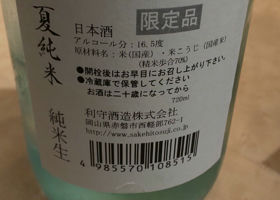 夏純米
純米生
日本酒
限定品
アルコール分：16.5度
原材料名：米(国産)・米こうじ(国産米)
(精米歩合70%)
●開栓後はお早目にお召し上がり下さい。
●冷蔵庫で保管してください
お酒は二十歳になってから
720ml
利守酒造株式会社
岡山県赤磐市西軽部762-1
www.sakehitosuji.co.jp
4 985570 108515